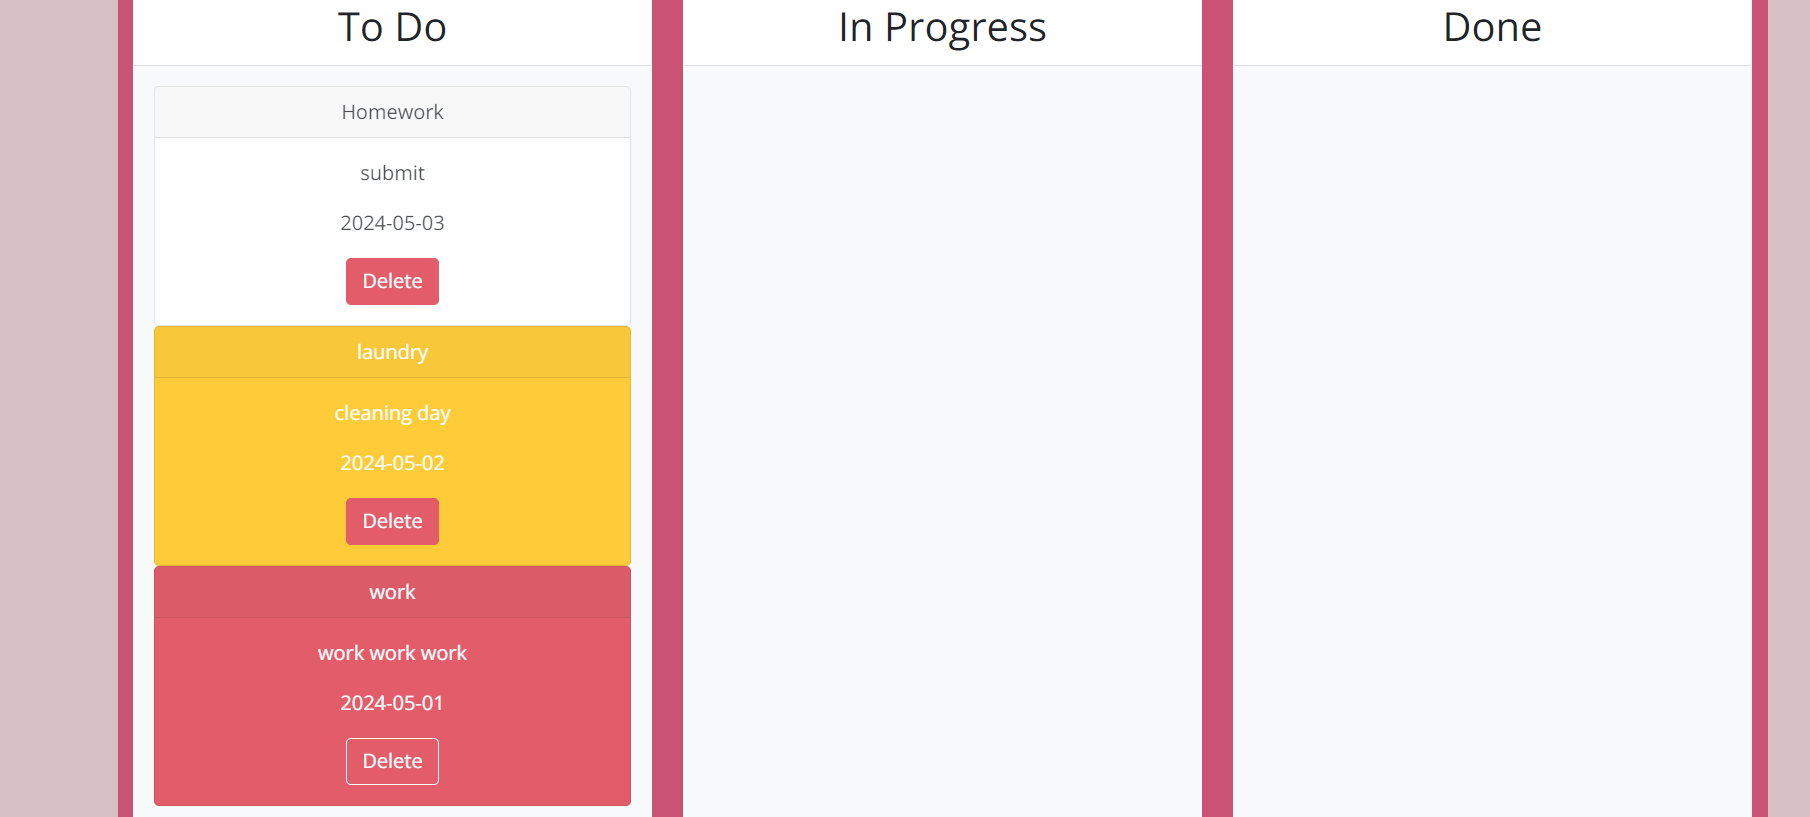 To Do
Homework
submit
2024-05-03
Delete
laundry
cleaning day
2024-05-02
Delete
work
work work work
2024-05-01
Delete
In Progress
Done